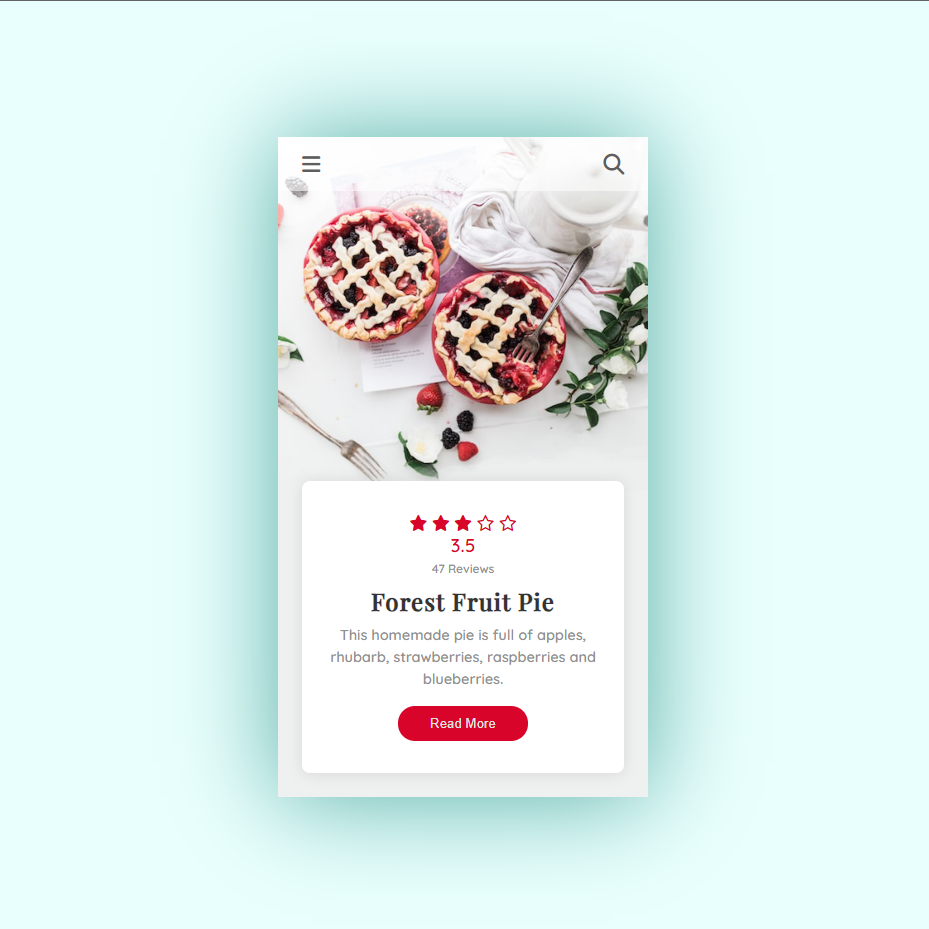 3.5
47 Reviews
Forest Fruit Pie
This homemade pie is full of apples,
rhubarb, strawberries, raspberries and
blueberries.
Read More